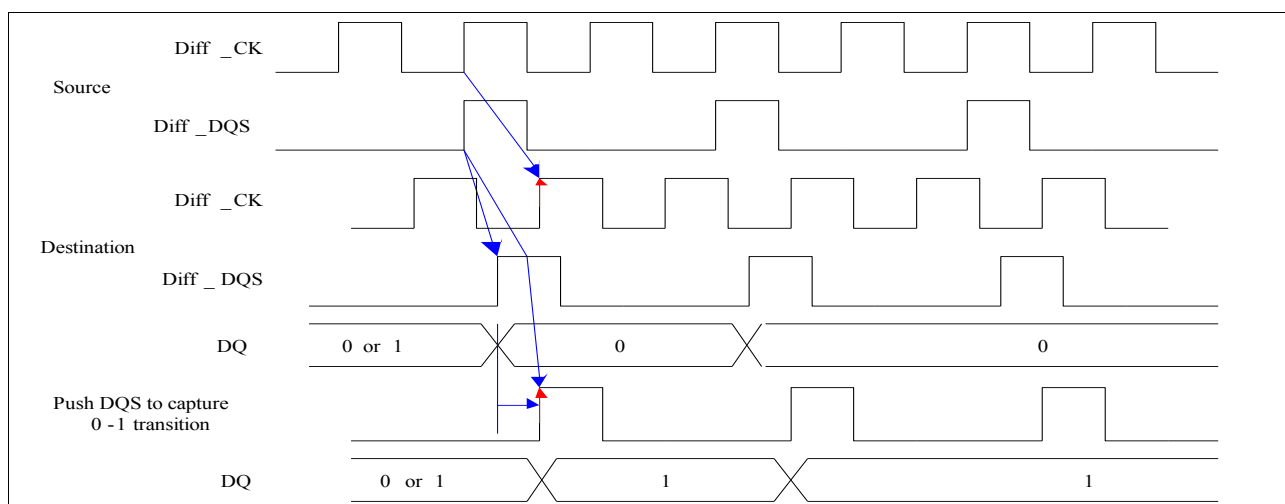 Diff _CK
Source
Diff _DQS
Diff _CK
Destination
Diff _ DQS
DQ
0 or 1
0
0
Push DQS to capture
0 -1 transition
DQ
0 or 1
1
1